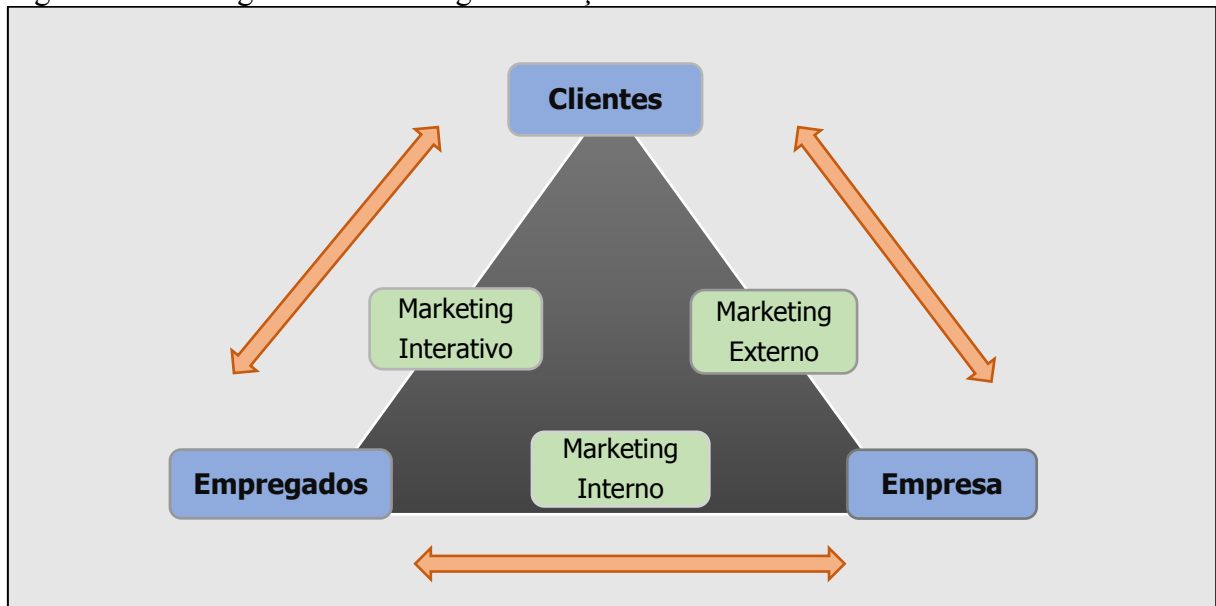 Clientes
Marketing
Interativo
Marketing
Externo
Marketing
Interno
Empregados
Empresa